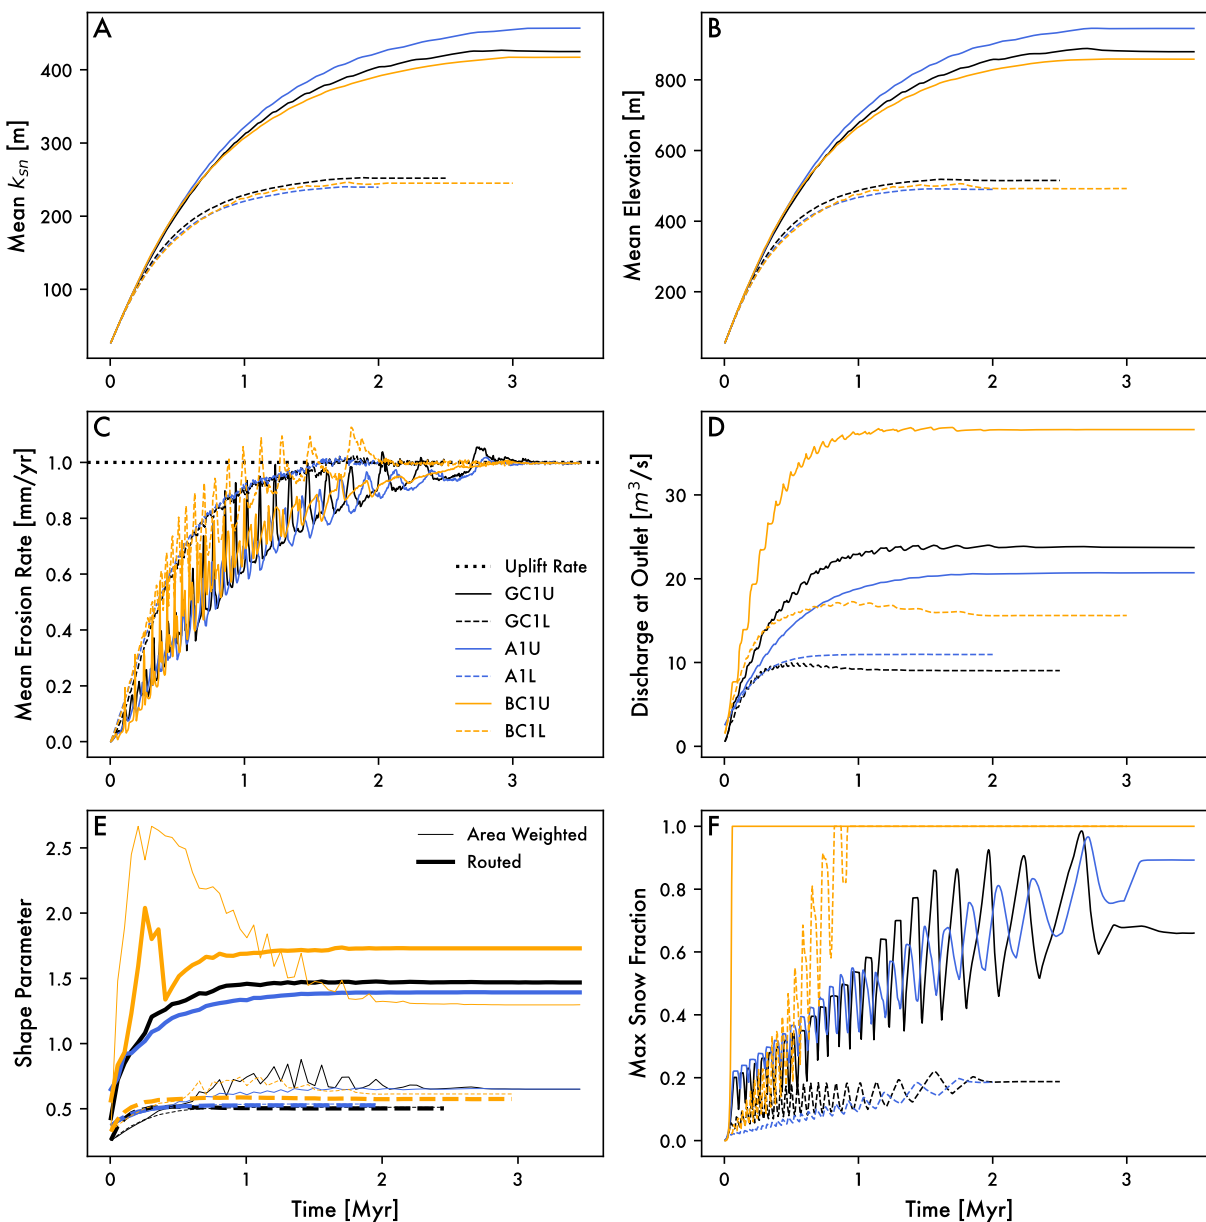 A
Mean ksn [m]
400
300
200
100
0 1 2 3
B
Mean Elevation [m]
800
600
400
200
0 1 2 3
C
Mean Erosion Rate [mm/yr]
1.0
0.8
0.6
0.4
0.2
0.0
0 1 2 3
Uplift Rate
GC1U
GC1L
A1U
A1L
BC1U
BC1L
D
Discharge at Outlet [m³/s]
30
20
10
0
0 1 2 3
E
Shape Parameter
2.5
2.0
1.5
1.0
0.5
0 1 2 3
Time [Myr]
Area Weighted
Routed
F
Max Snow Fraction
1.0
0.8
0.6
0.4
0.2
0.0
0 1 2 3
Time [Myr]